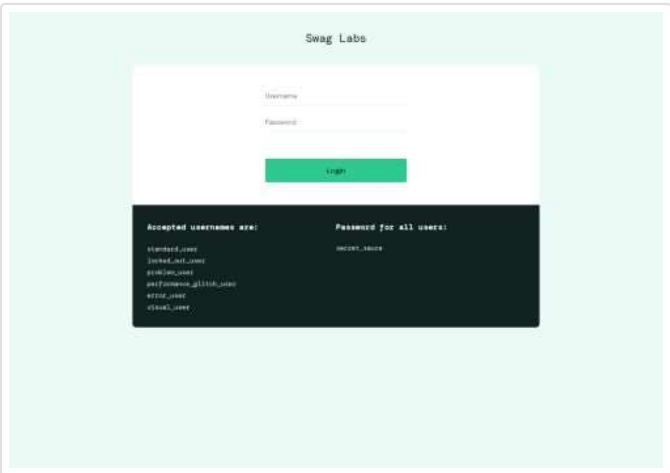 Swag Labs
Username
Password
Login
Accepted usernames are:
standard_user
locked_out_user
problem_user
performance_glitch_user
error_user
visual_user
Password for all users:
secret_sauce